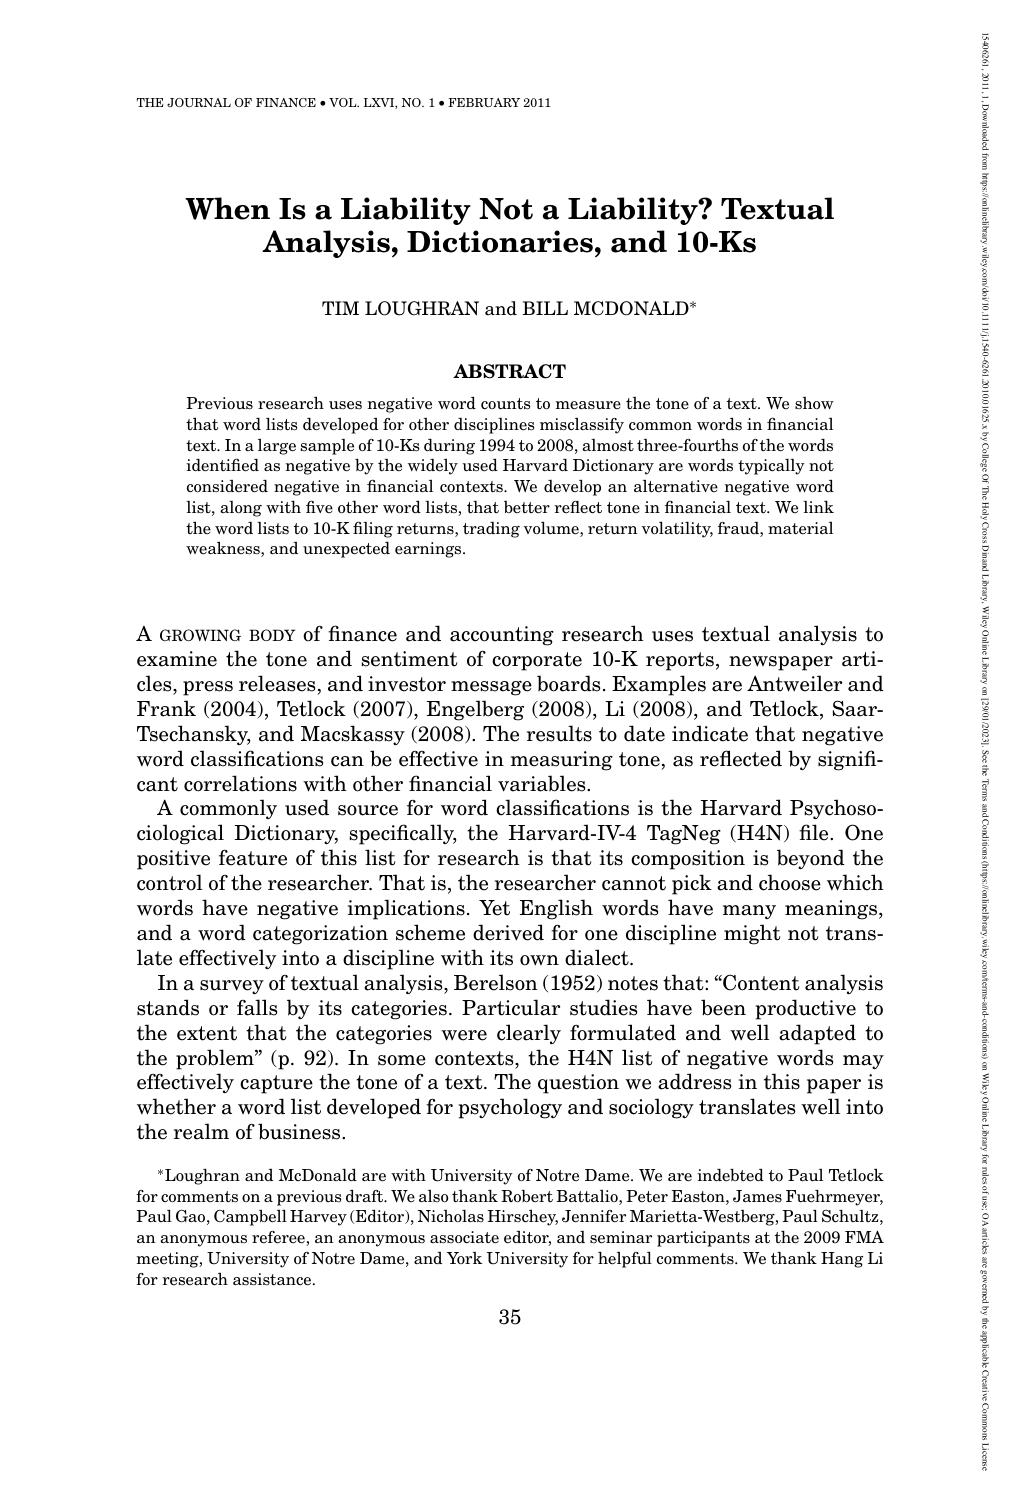 THE JOURNAL OF FINANCE • VOL. LXVI, NO. 1 • FEBRUARY 2011
When Is a Liability Not a Liability? Textual
Analysis, Dictionaries, and 10-Ks
TIM LOUGHRAN and BILL MCDONALD*
ABSTRACT
Previous research uses negative word counts to measure the tone of a text. We show
that word lists developed for other disciplines misclassify common words in financial
text. In a large sample of 10-Ks during 1994 to 2008, almost three-fourths of the words
identified as negative by the widely used Harvard Dictionary are words typically not
considered negative in financial contexts. We develop an alternative negative word
list, along with five other word lists, that better reflect tone in financial text. We link
the word lists to 10-K filing returns, trading volume, return volatility, fraud, material
weakness, and unexpected earnings.
A GROWING BODY of finance and accounting research uses textual analysis to
examine the tone and sentiment of corporate 10-K reports, newspaper arti-
cles, press releases, and investor message boards. Examples are Antweiler and
Frank (2004), Tetlock (2007), Engelberg (2008), Li (2008), and Tetlock, Saar-
Tsechansky, and Macskassy (2008). The results to date indicate that negative
word classifications can be effective in measuring tone, as reflected by signifi-
cant correlations with other financial variables.
A commonly used source for word classifications is the Harvard Psychoso-
ciological Dictionary, specifically, the Harvard-IV-4 TagNeg (H4N) file. One
positive feature of this list for research is that its composition is beyond the
control of the researcher. That is, the researcher cannot pick and choose which
words have negative implications. Yet English words have many meanings,
and a word categorization scheme derived for one discipline might not trans-
late effectively into a discipline with its own dialect.
In a survey of textual analysis, Berelson (1952) notes that: “Content analysis
stands or falls by its categories. Particular studies have been productive to
the extent that the categories were clearly formulated and well adapted to
the problem” (p. 92). In some contexts, the H4N list of negative words may
effectively capture the tone of a text. The question we address in this paper is
whether a word list developed for psychology and sociology translates well into
the realm of business.
*Loughran and McDonald are with University of Notre Dame. We are indebted to Paul Tetlock
for comments on a previous draft. We also thank Robert Battalio, Peter Easton, James Fuehrmeyer,
Paul Gao, Campbell Harvey (Editor), Nicholas Hirschey, Jennifer Marietta-Westberg, Paul Schultz,
an anonymous referee, an anonymous associate editor, and seminar participants at the 2009 FMA
meeting, University of Notre Dame, and York University for helpful comments. We thank Hang Li
for research assistance.
35
15406261, 2011, 1, Downloaded from https://onlinelibrary.wiley.com/doi/10.1111/j.1540-6261.2010.01625.x by College Of The Holy Cross Dinand Library, Wiley Online Library on [29/01/2023]. See the Terms and Conditions (https://onlinelibrary.wiley.com/terms-and-conditions) on Wiley Online Library for rules of use; OA articles are governed by the applicable Creative Commons License